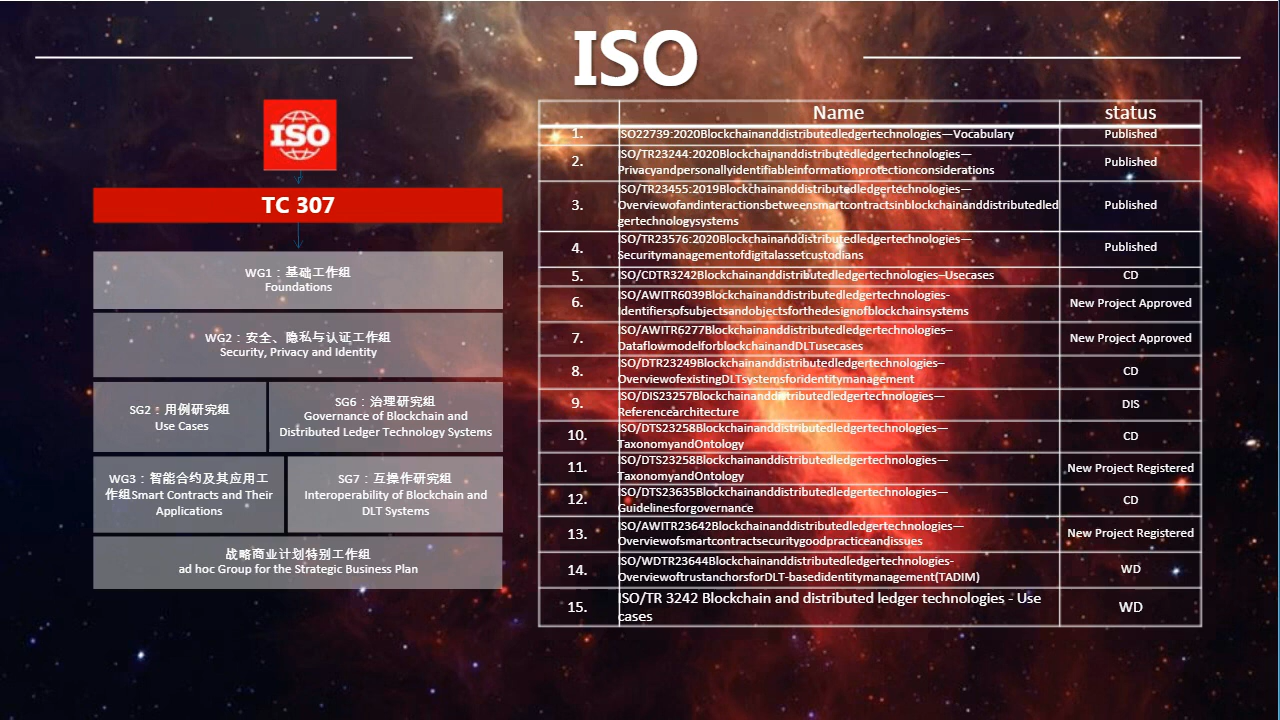 ISO
ISO
TC 307
WG1：基础工作组
Foundations
WG2：安全、隐私与认证工作组
Security, Privacy and Identity
SG2：用例研究组
Use Cases
SG6：治理研究组
Governance of Blockchain and
Distributed Ledger Technology Systems
WG3：智能合约及其应用工
作组Smart Contracts and Their
Applications
SG7：互操作研究组
Interoperability of Blockchain and
DLT Systems
战略商业计划特别工作组
ad hoc Group for the Strategic Business Plan
Name status
1. ISO22739:2020Blockchainanddistributedledgertechnologies—Vocabulary Published
2. ISO/TR23244:2020Blockchainanddistributedledgertechnologies—
Privacyandpersonallyidentifiableinformationprotectionconsiderations Published
3. ISO/TR23455:2019Blockchainanddistributedledgertechnologies—
Overviewofandinteractionsbetweensmartcontractsinblockchainanddistributedled
gertechnologysystems Published
4. ISO/TR23576:2020Blockchainanddistributedledgertechnologies—
Securitymanagementofdigitalassetcustodians Published
5. ISO/CDTR3242Blockchainanddistributedledgertechnologies–Usecases CD
6. ISO/AWITR6039Blockchainanddistributedledgertechnologies-
Identifiersofsubjectsandobjectsforthedesignofblockchainsystems New Project Approved
7. ISO/AWITR6277Blockchainanddistributedledgertechnologies–
DataflowmodelforblockchainandDLTusecases New Project Approved
8. ISO/DTR23249Blockchainanddistributedledgertechnologies–
OverviewofexistingDLTsystemsforidentitymanagement CD
9. ISO/DIS23257Blockchainanddistributedledgertechnologies—
Referencearchitecture DIS
10. ISO/DTS23258Blockchainanddistributedledgertechnologies—
TaxonomyandOntology CD
11. ISO/DTS23258Blockchainanddistributedledgertechnologies—
TaxonomyandOntology New Project Registered
12. ISO/DTS23635Blockchainanddistributedledgertechnologies—
Guidelinesforgovernance CD
13. ISO/AWITR23642Blockchainanddistributedledgertechnologies—
Overviewofsmartcontractsecuritygoodpracticeandissues New Project Registered
14. ISO/WDTR23644Blockchainanddistributedledgertechnologies-
OverviewoftrustanchorsforDLT-basedidentitymanagement(TADIM) WD
15. ISO/TR 3242 Blockchain and distributed ledger technologies - Use
cases WD